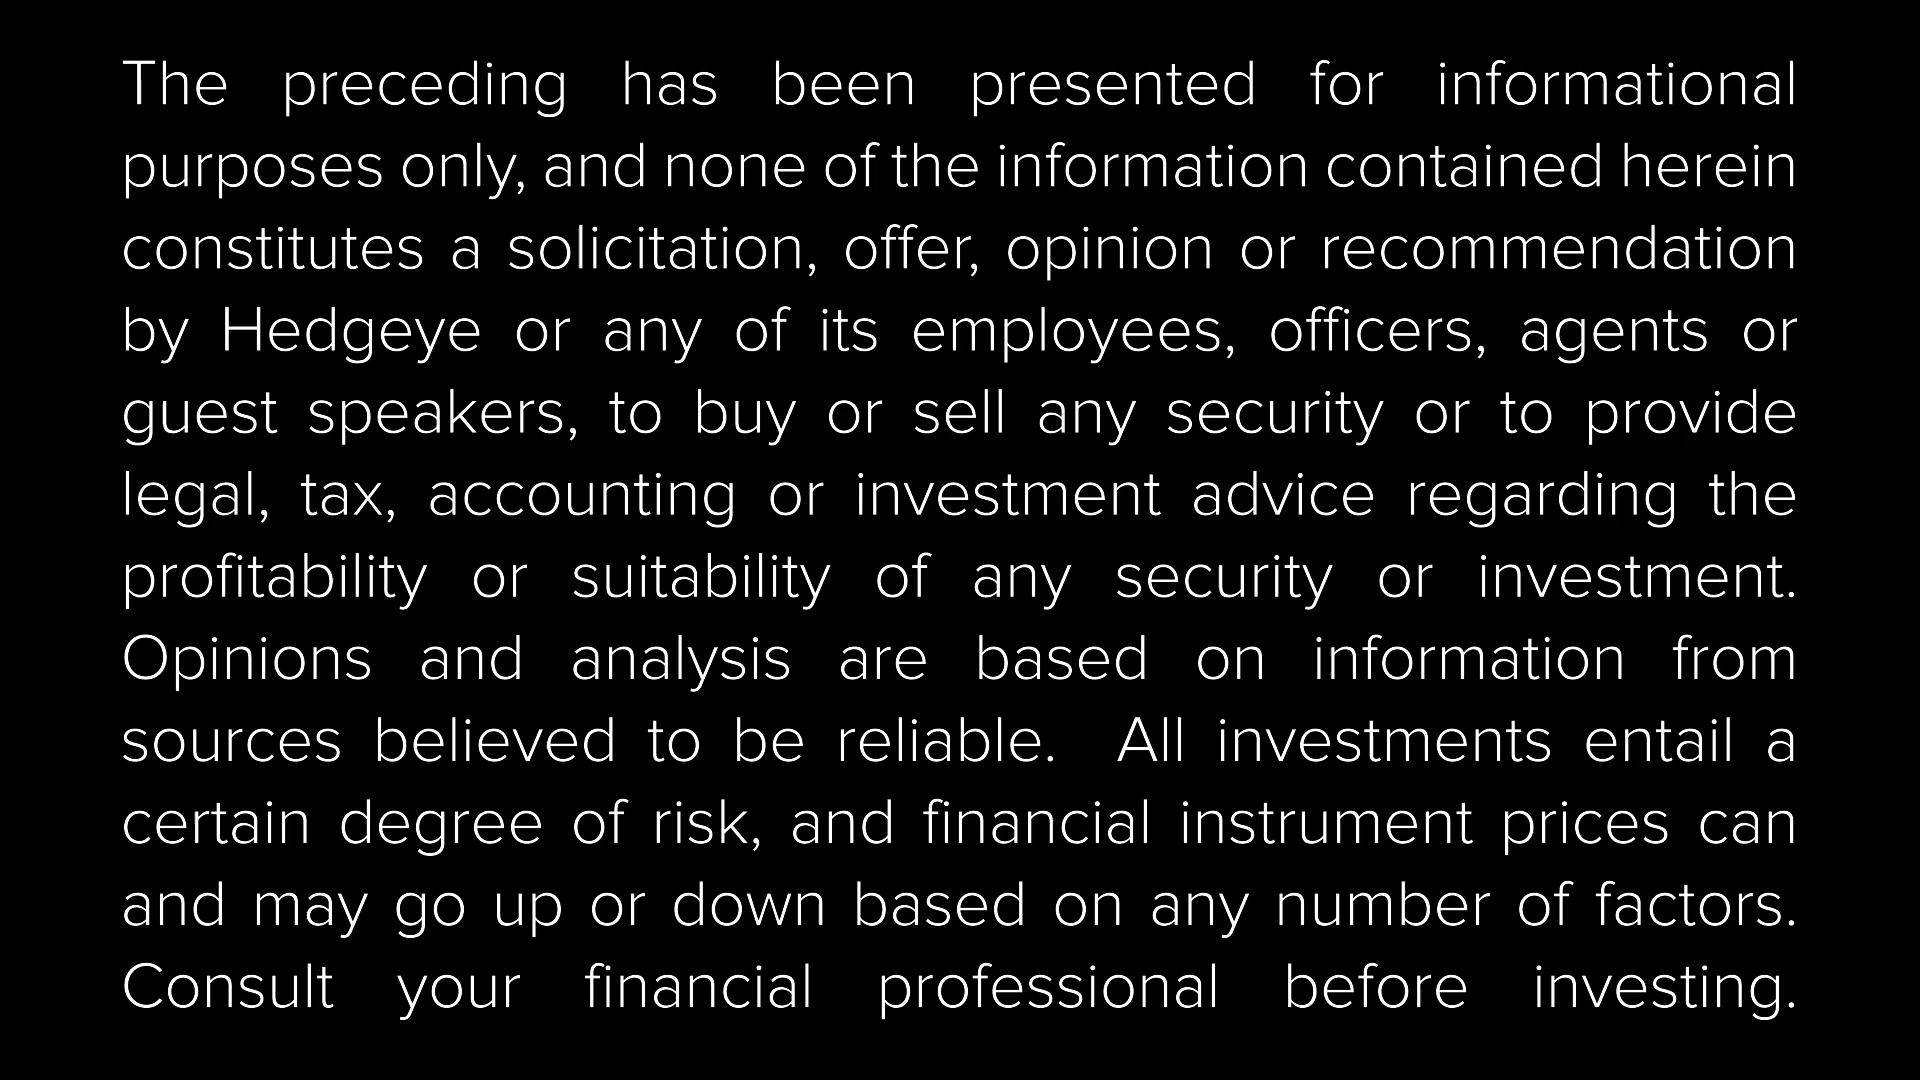 The preceding has been presented for informational
purposes only, and none of the information contained herein
constitutes a solicitation, offer, opinion or recommendation
by Hedgeye or any of its employees, officers, agents or
guest speakers, to buy or sell any security or to provide
legal, tax, accounting or investment advice regarding the
profitability or suitability of any security or investment.
Opinions and analysis are based on information from
sources believed to be reliable.  All investments entail a
certain degree of risk, and financial instrument prices can
and may go up or down based on any number of factors.
Consult your financial professional before investing.